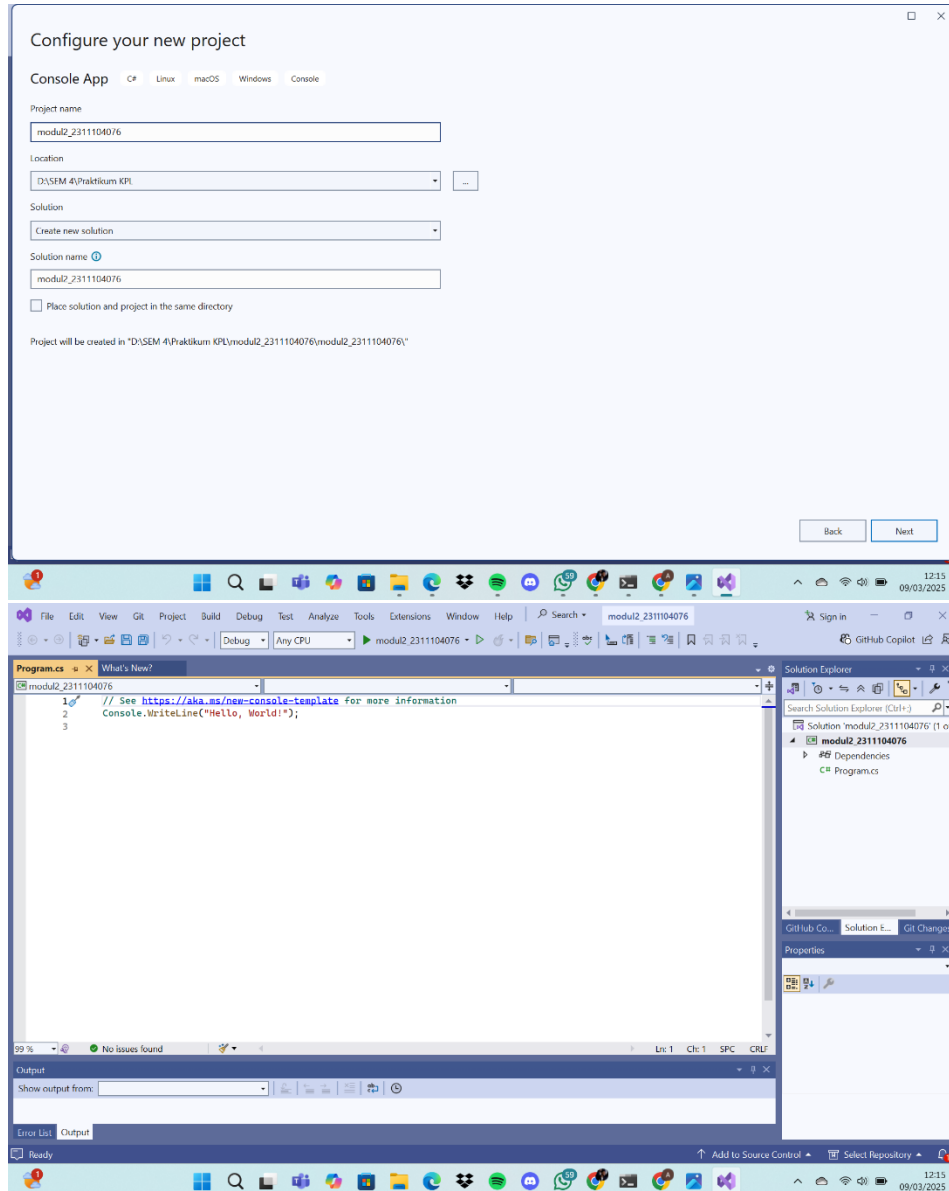 Configure your new project
Console App C# Linux macOS Windows Console
Project name
modul2_2311104076
Location
D:\SEM 4\Praktikum KPL
...
Solution
Create new solution
Solution name
modul2_2311104076
Place solution and project in the same directory
Project will be created in "D:\SEM 4\Praktikum KPL\modul2_2311104076\modul2_2311104076\"
Back Next
1
59
12:15
09/03/2025
File Edit View Git Project Build Debug Test Analyze Tools Extensions Window Help Search modul2_2311104076 Sign in
Debug Any CPU modul2_2311104076 GitHub Copilot
Program.cs What's New? Solution Explorer
modul2_2311104076
1 // See https://aka.ms/new-console-template for more information
2 Console.WriteLine("Hello, World!");
3
Search Solution Explorer (Ctrl+;)
Solution 'modul2_2311104076' (1 o
modul2_2311104076
Dependencies
C# Program.cs
GitHub Co... Solution E... Git Changes
Properties
99 % No issues found Ln: 1 Ch: 1 SPC CRLF
Output
Show output from:
Error List Output
Ready Add to Source Control Select Repository
1
59
12:15
09/03/2025